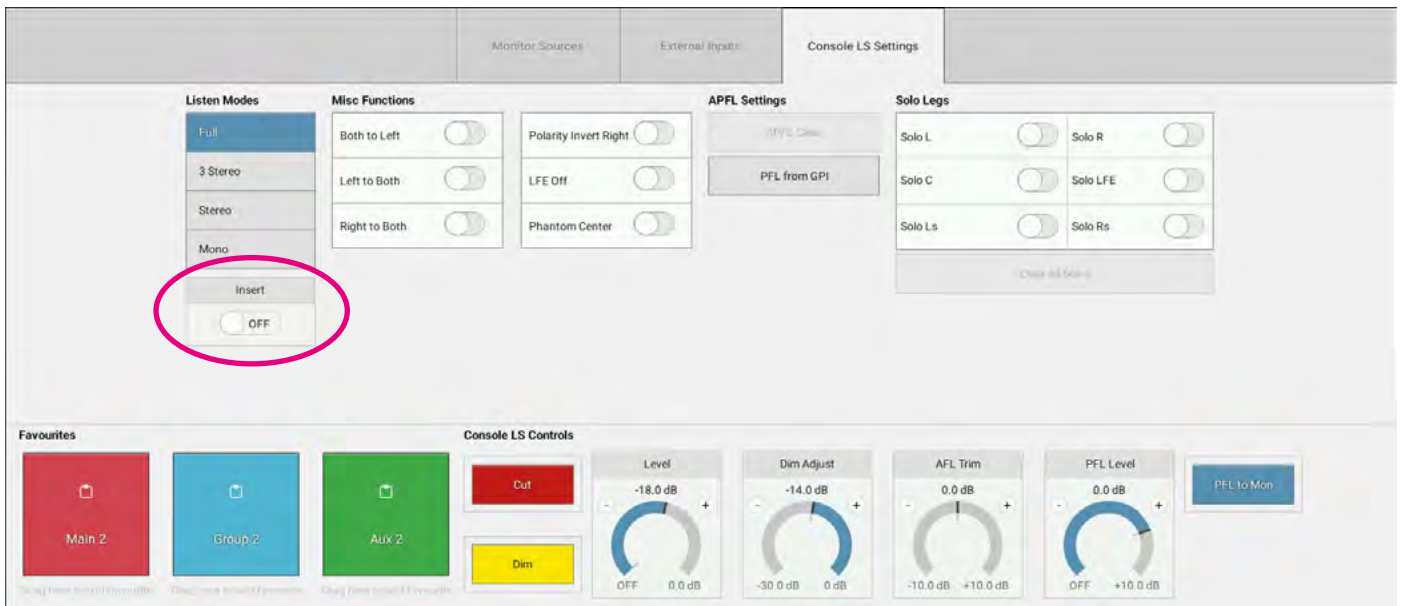 Monitor Sources
External Inputs
Console LS Settings
Listen Modes
Full
3 Stereo
Stereo
Mono
Insert
OFF
Misc Functions
Both to Left
Left to Both
Right to Both
Polarity Invert Right
LFE Off
Phantom Center
APFL Settings
APFL Clear
PFL from GPI
Solo Legs
Solo L
Solo R
Solo C
Solo LFE
Solo Ls
Solo Rs
Clear All Solos
Favourites
Main 2
Group 2
Aux 2
Console LS Controls
Cut
Dim
Level
-18.0 dB
- +
OFF 0.0 dB
Dim Adjust
-14.0 dB
- +
-30.0 dB 0 dB
AFL Trim
0.0 dB
- +
-10.0 dB +10.0 dB
PFL Level
0.0 dB
- +
OFF +10.0 dB
PFL to Mon